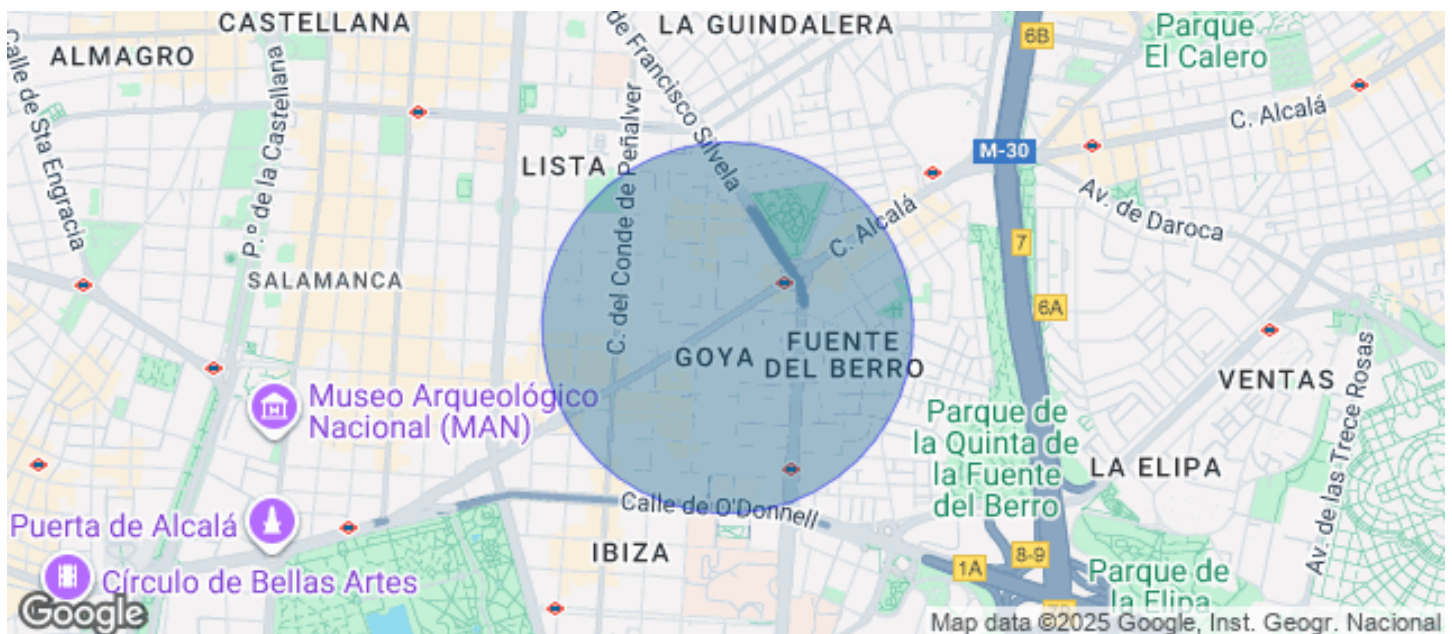 CASTELLANA
LA GUINDALERA
6B
Parque
El Calero
ALMAGRO
Calle de Sta Engracia
P.º de la Castellana
de Francisco Silvela
C. del Conde de Peñalver
C. Alcalá
M-30
LISTA
Av. de Daroca
C. Alcalá
7
SALAMANCA
6A
GOYA
FUENTE
DEL BERRO
VENTAS
Museo Arqueológico
Nacional (MAN)
Parque de
la Quinta de
la Fuente
del Berro
LA ELIPA
Av. de las Trece Rosas
Calle de O'Donnell
Puerta de Alcalá
IBIZA
8-9
1A
Círculo de Bellas Artes
Parque de
la Elipa
Google
Map data ©2025 Google, Inst. Geogr. Nacional